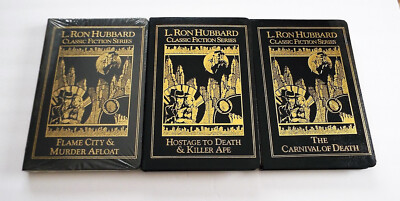 L. RON HUBBARD
CLASSIC FICTION SERIES
FLAME CITY &
MURDER AFLOAT
L. RON HUBBARD
CLASSIC FICTION SERIES
HOSTAGE TO DEATH
& KILLER APE
L. RON HUBBARD
CLASSIC FICTION SERIES
THE
CARNIVAL OF DEATH